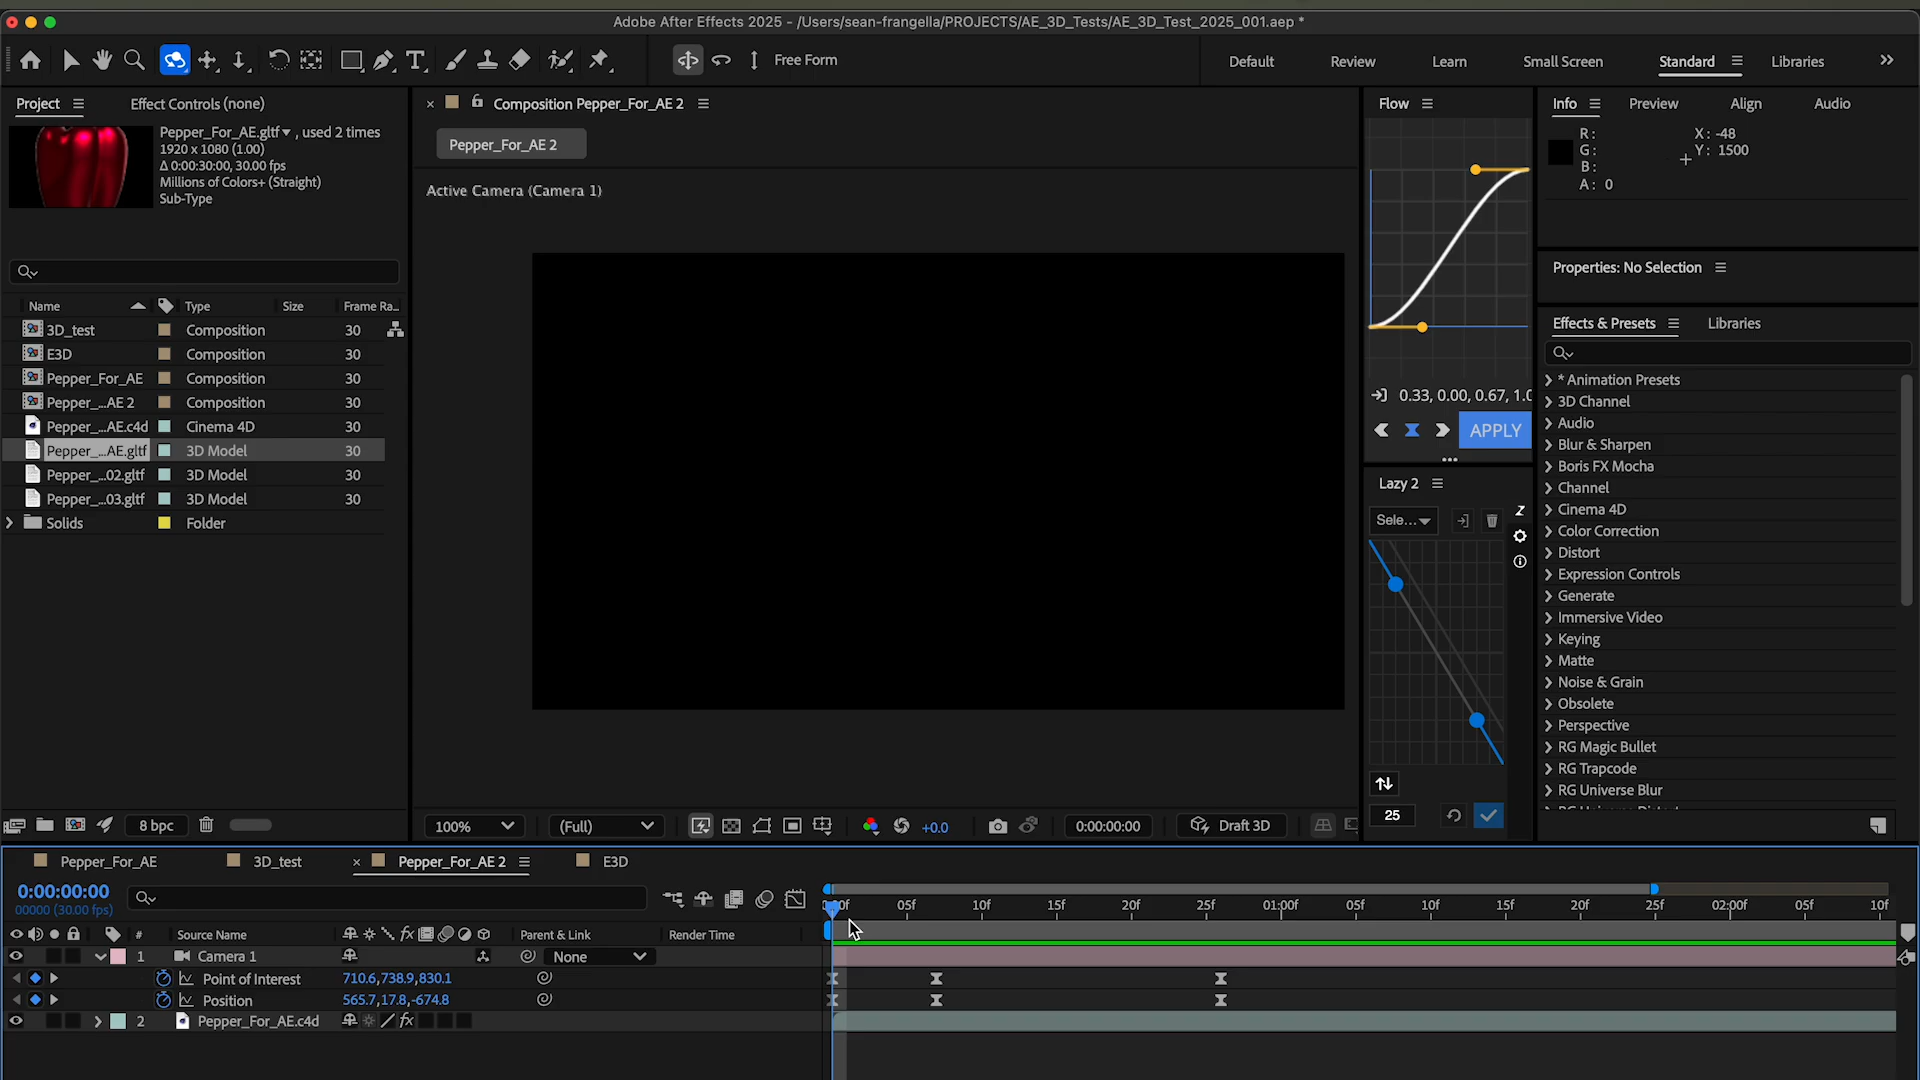 Adobe After Effects 2025 - /Users/sean-frangella/PROJECTS/AE_3D_Tests/AE_3D_Test_2025_001.aep *
Free Form
Default
Review
Learn
Small Screen
Standard
Libraries
Project
Effect Controls (none)
Pepper_For_AE.gltf , used 2 times
1920 x 1080 (1.00)
Δ 0:00:30:00, 30.00 fps
Millions of Colors+ (Straight)
Sub-Type
Name Type Size Frame Ra...
3D_test Composition 30
E3D Composition 30
Pepper_For_AE Composition 30
Pepper_...AE 2 Composition 30
Pepper_...AE.c4d Cinema 4D 30
Pepper_...AE.gltf 3D Model 30
Pepper_...02.gltf 3D Model 30
Pepper_...03.gltf 3D Model 30
Solids Folder
8 bpc
Composition Pepper_For_AE 2
Pepper_For_AE 2
Active Camera (Camera 1)
100%
(Full)
+0.0
0:00:00:00
Draft 3D
Flow
0.33, 0.00, 0.67, 1.0
APPLY
Lazy 2
Sele...
25
Info
Preview
Align
Audio
R:
G:
B:
A: 0
X: -48
Y: 1500
Properties: No Selection
Effects & Presets
Libraries
* Animation Presets
3D Channel
Audio
Blur & Sharpen
Boris FX Mocha
Channel
Cinema 4D
Color Correction
Distort
Expression Controls
Generate
Immersive Video
Keying
Matte
Noise & Grain
Obsolete
Perspective
RG Magic Bullet
RG Trapcode
RG Universe Blur
Pepper_For_AE
3D_test
Pepper_For_AE 2
E3D
0:00:00:00
00000 (30.00 fps)
05f 10f 15f 20f 25f 01:00f 05f 10f 15f 20f 25f 02:00f 05f 10f
# Source Name fx Parent & Link Render Time
1 Camera 1 None
Point of Interest 710.6,738.9,830.1
Position 565.7,17.8,-674.8
2 Pepper_For_AE.c4d fx